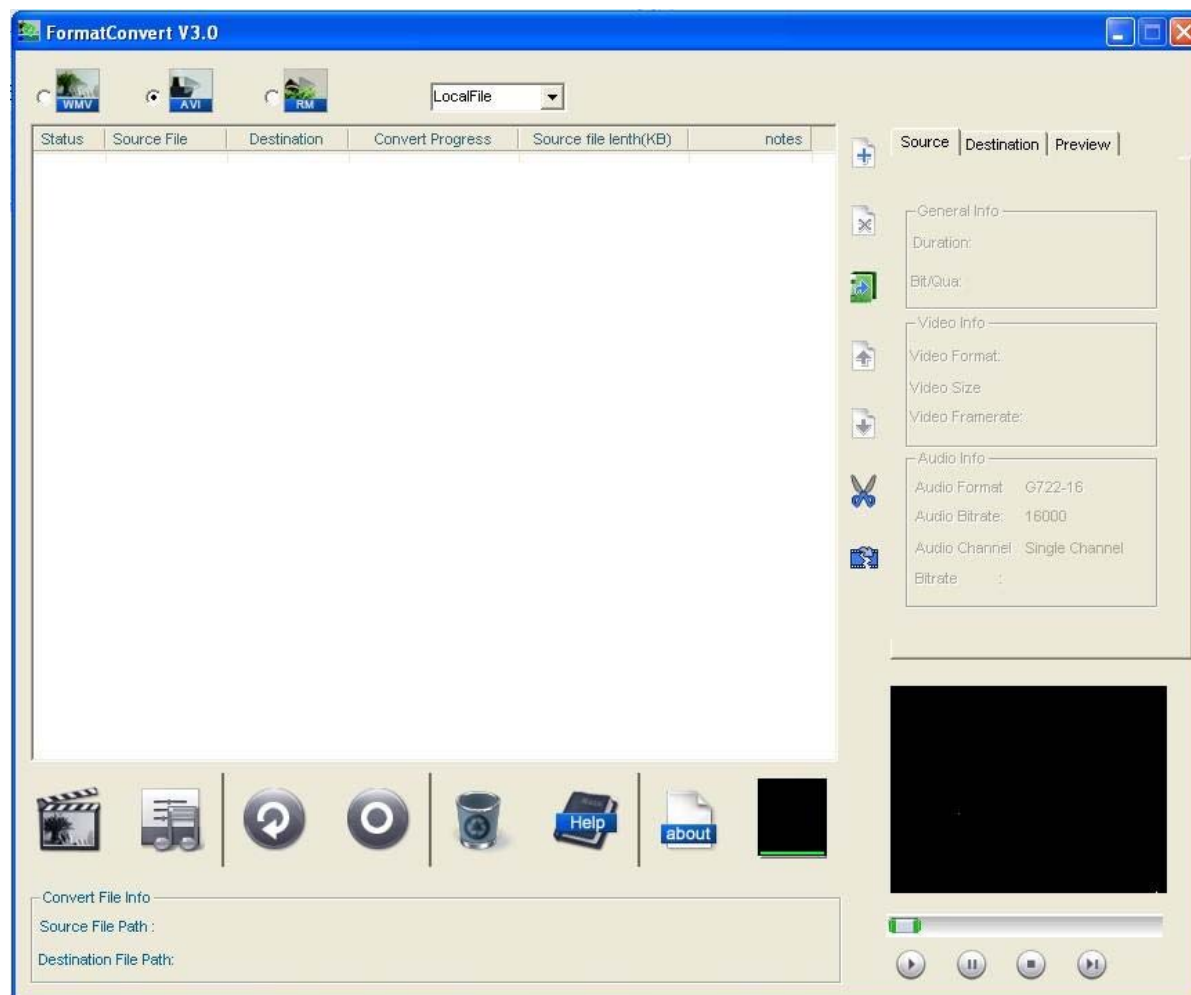 FormatConvert V3.0
WMV AVI RM LocalFile
Status Source File Destination Convert Progress Source file lenth(KB) notes
Source Destination Preview
General Info
Duration:
Bit/Qua:
Video Info
Video Format:
Video Size
Video Framerate:
Audio Info
Audio Format G722-16
Audio Bitrate: 16000
Audio Channel Single Channel
Bitrate :
Help
about
Convert File Info
Source File Path :
Destination File Path: